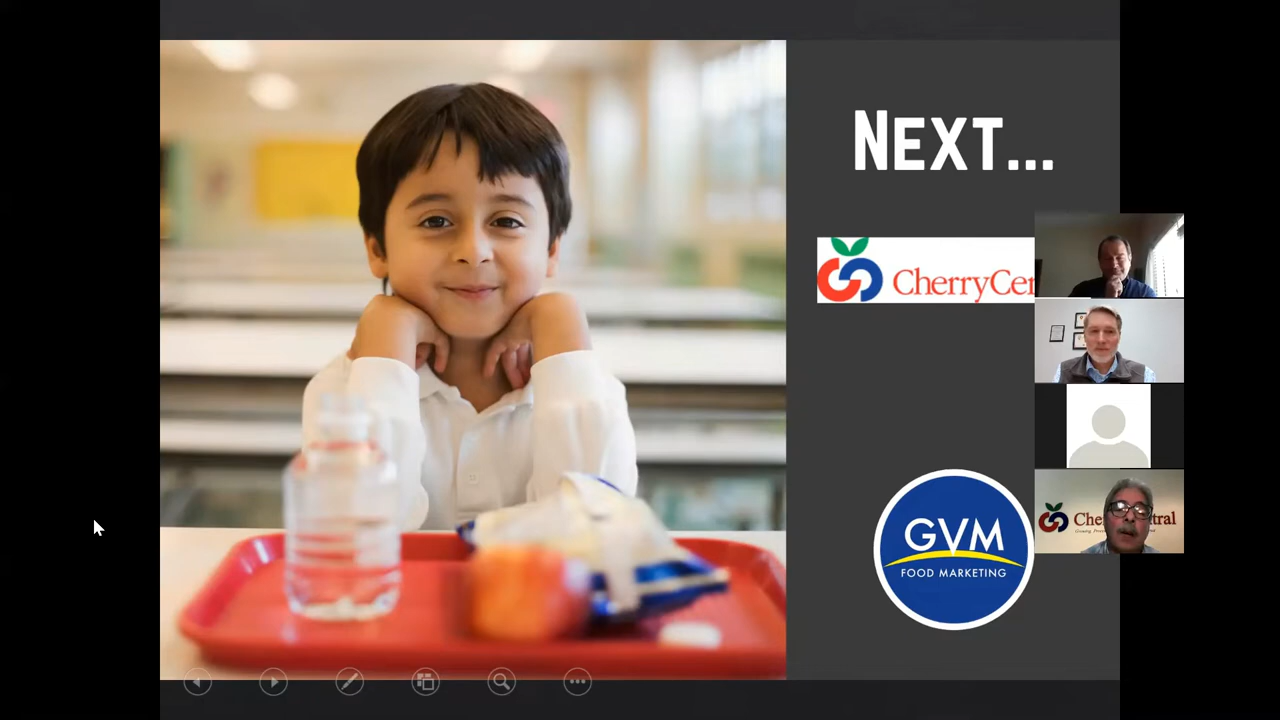 NEXT...
CherryCen
GVM
FOOD MARKETING
Che tral